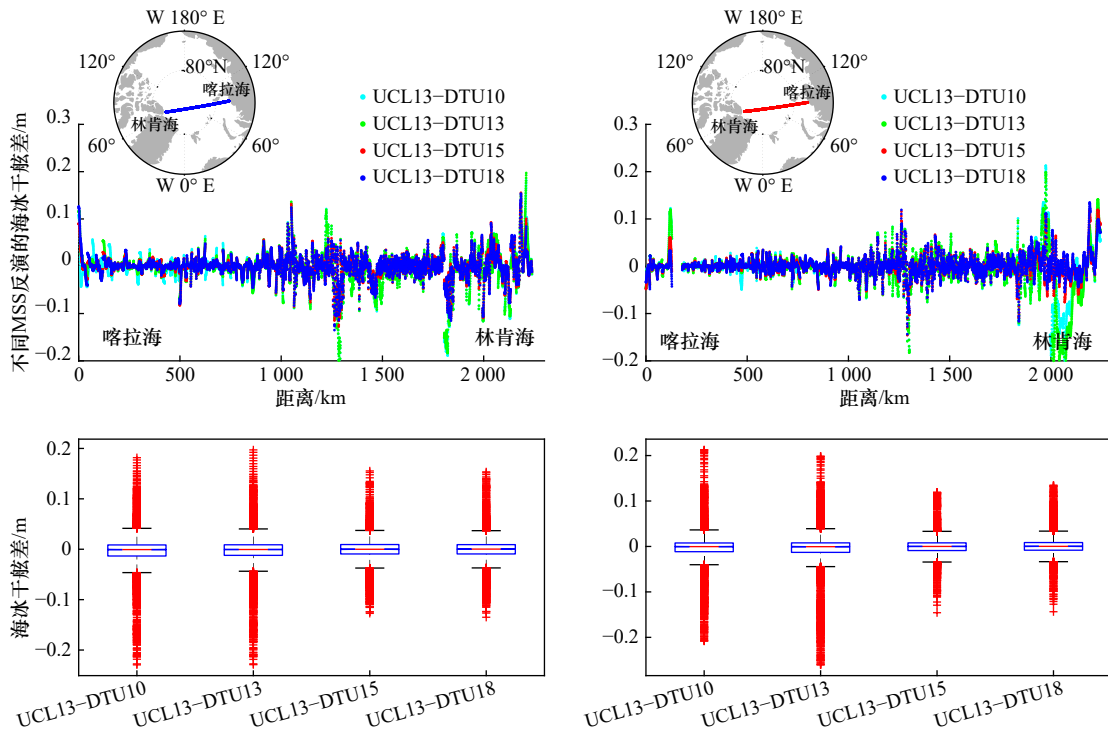 W 180° E
120°
120°
80°N
喀拉海
林肯海
60°
60°
W 0° E
UCL13−DTU10
UCL13−DTU13
UCL13−DTU15
UCL13−DTU18
不同MSS反演的海冰干舷差/m
0.3
0.2
0.1
0
−0.1
−0.2
喀拉海
林肯海
0
500
1 000
1 500
2 000
距离/km
W 180° E
120°
120°
80°N
喀拉海
林肯海
60°
60°
W 0° E
UCL13−DTU10
UCL13−DTU13
UCL13−DTU15
UCL13−DTU18
0.3
0.2
0.1
0
−0.1
−0.2
喀拉海
林肯海
0
500
1 000
1 500
2 000
距离/km
海冰干舷差/m
0.2
0.1
0
−0.1
−0.2
UCL13−DTU10
UCL13−DTU13
UCL13−DTU15
UCL13−DTU18
0.2
0.1
0
−0.1
−0.2
UCL13−DTU10
UCL13−DTU13
UCL13−DTU15
UCL13−DTU18